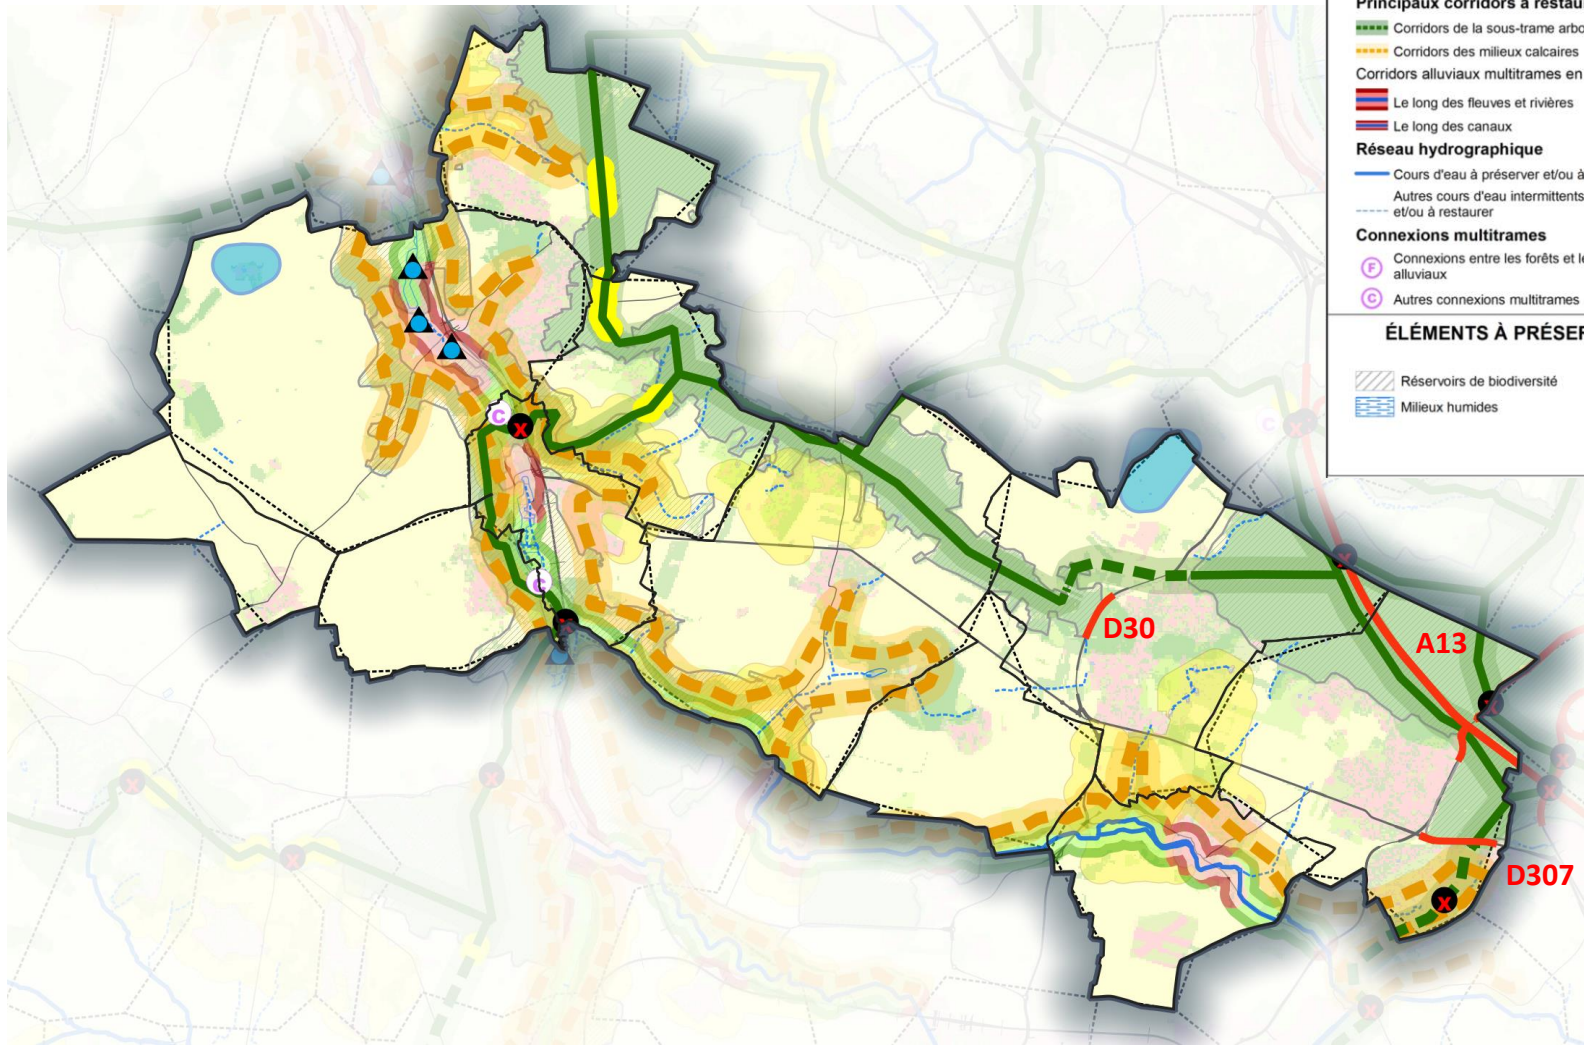 Principaux corridors à restau
Corridors de la sous-trame arbo
Corridors des milieux calcaires
Corridors alluviaux multitrames en
Le long des fleuves et rivières
Le long des canaux
Réseau hydrographique
Cours d'eau à préserver et/ou à
Autres cours d'eau intermittents
et/ou à restaurer
Connexions multitrames
F
Connexions entre les forêts et le
alluviaux
C
Autres connexions multitrames
ÉLÉMENTS À PRÉSER
Réservoirs de biodiversité
Milieux humides
C
x
C
C
D30
A13
D307
x